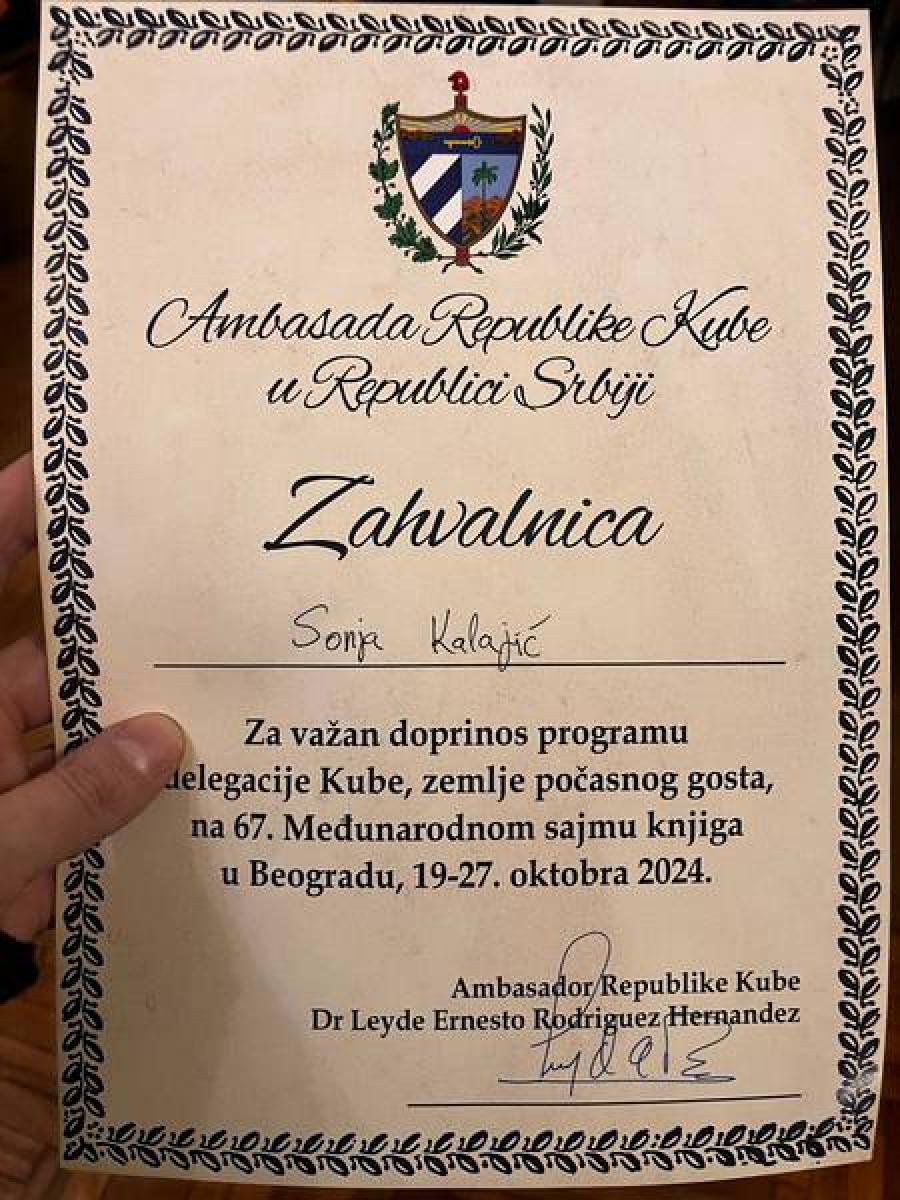 Ambasada Republike Kube
u Republici Srbiji
Zahvalnica
Sonja Kalajić
Za važan doprinos programu
delegacije Kube, zemlje počasnog gosta,
na 67. Međunarodnom sajmu knjiga
u Beogradu, 19-27. oktobra 2024.
Ambasador Republike Kube
Dr Leyde Ernesto Rodriguez Hernandez